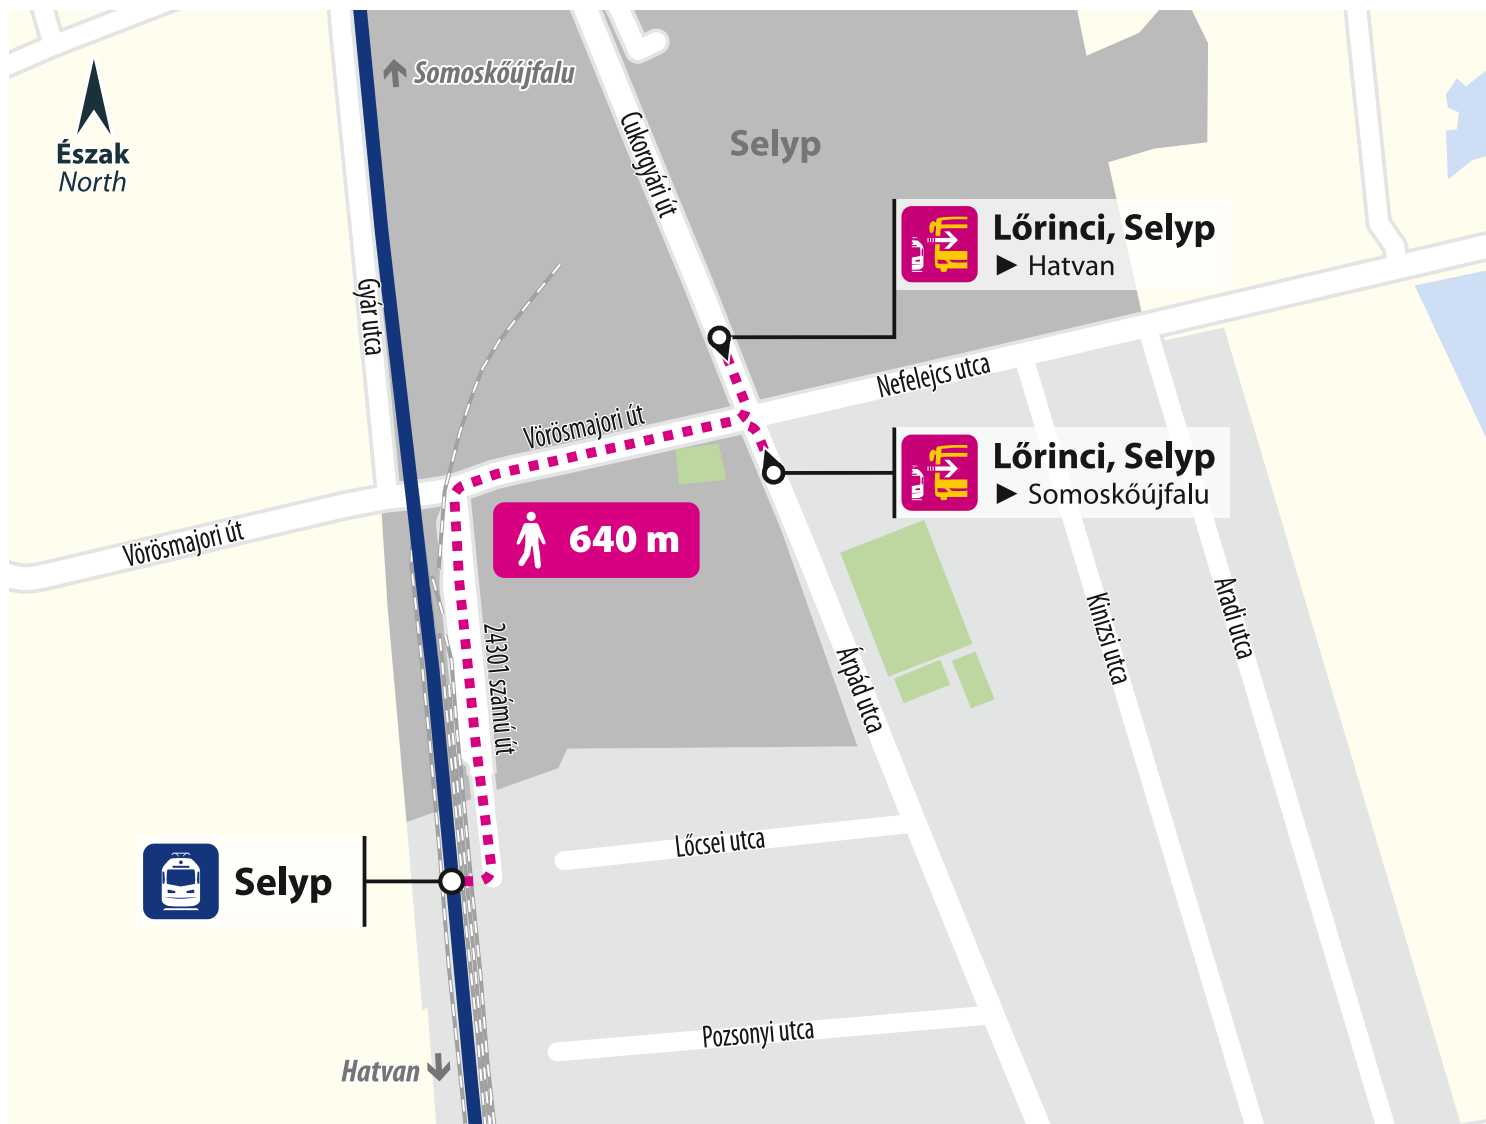 Somoskőújfalu
Észak
North
Selyp
Cukorgyári út
Lőrinci, Selyp
▶ Hatvan
Gyár utca
Nefelejcs utca
Vörösmajori út
Lőrinci, Selyp
▶ Somoskőújfalu
640 m
Vörösmajori út
24301 számú út
Árpád utca
Kinizsi utca
Aradi utca
Lőcsei utca
Selyp
Pozsonyi utca
Hatvan